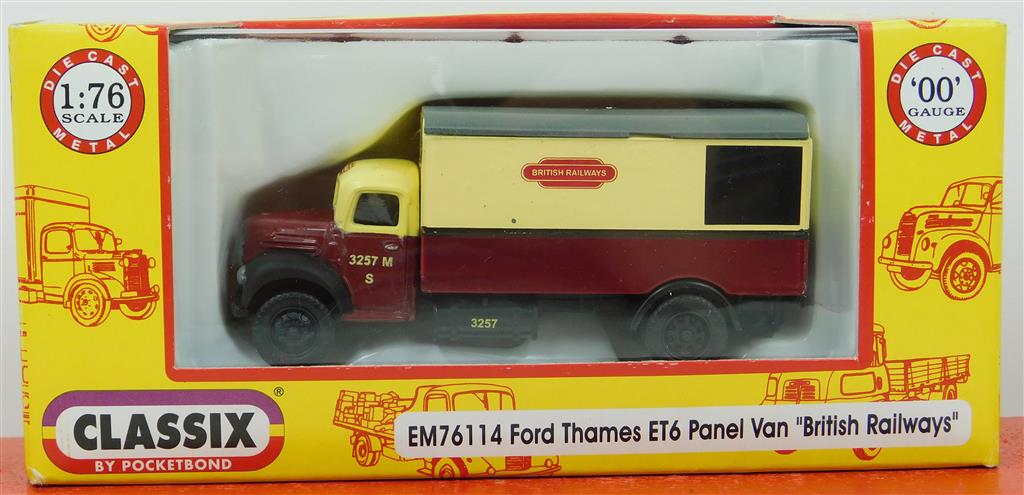 DIE CAST
1:76
SCALE
METAL
DIE CAST
'00'
GAUGE
METAL
BRITISH RAILWAYS
3257 M
S
3257
CLASSIX®
BY POCKETBOND
EM76114 Ford Thames ET6 Panel Van "British Railways"